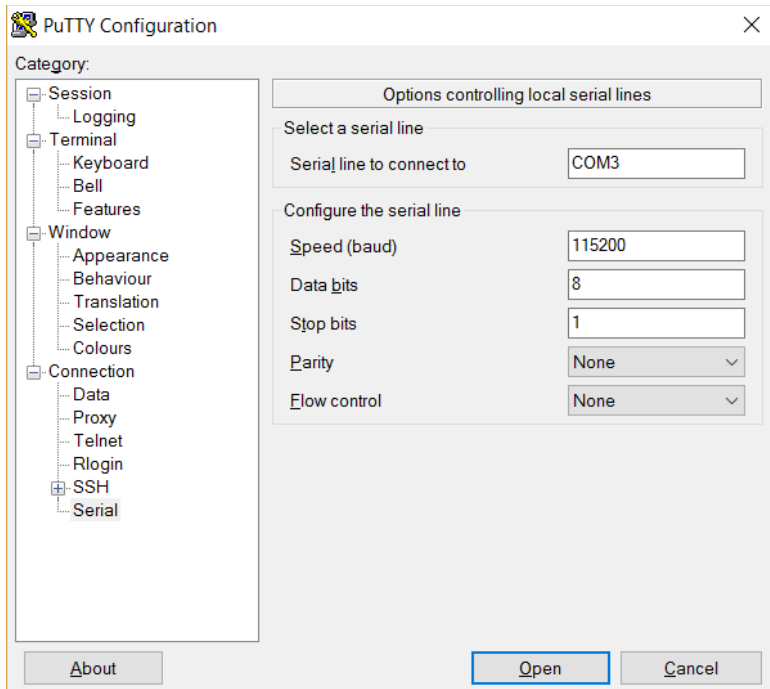 PuTTY Configuration
Category:
Session
Logging
Terminal
Keyboard
Bell
Features
Window
Appearance
Behaviour
Translation
Selection
Colours
Connection
Data
Proxy
Telnet
Rlogin
SSH
Serial
Options controlling local serial lines
Select a serial line
Serial line to connect to COM3
Configure the serial line
Speed (baud) 115200
Data bits 8
Stop bits 1
Parity None
Flow control None
About Open Cancel